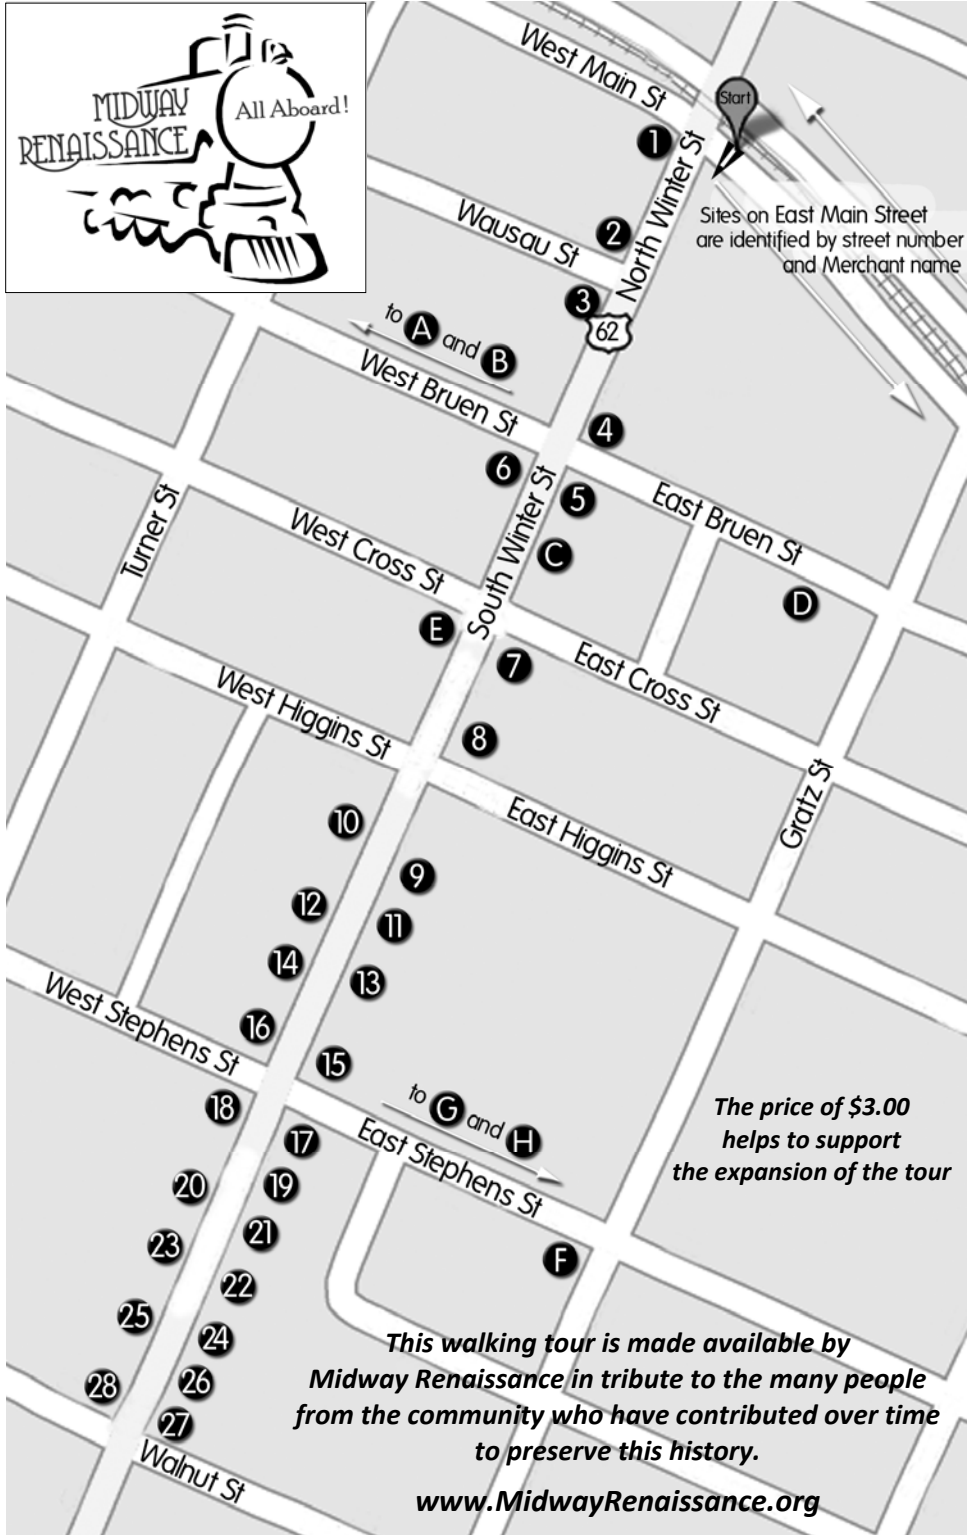 MIDWAY
RENAISSANCE
All Aboard!
West Main St
Start
1
North Winter St
Sites on East Main Street
are identified by street number
and Merchant name
2
Wausau St
3
62
to A and B
West Bruen St
4
6
5
East Bruen St
Turner St
West Cross St
South Winter St
C
D
E
7
East Cross St
West Higgins St
8
Gratz St
10
East Higgins St
9
12
11
14
13
West Stephens St
16
15
18
to G and H
The price of $3.00
helps to support
the expansion of the tour
17
East Stephens St
20
19
23
21
F
22
25
24
This walking tour is made available by
Midway Renaissance in tribute to the many people
from the community who have contributed over time
to preserve this history.
28
26
27
Walnut St
www.MidwayRenaissance.org